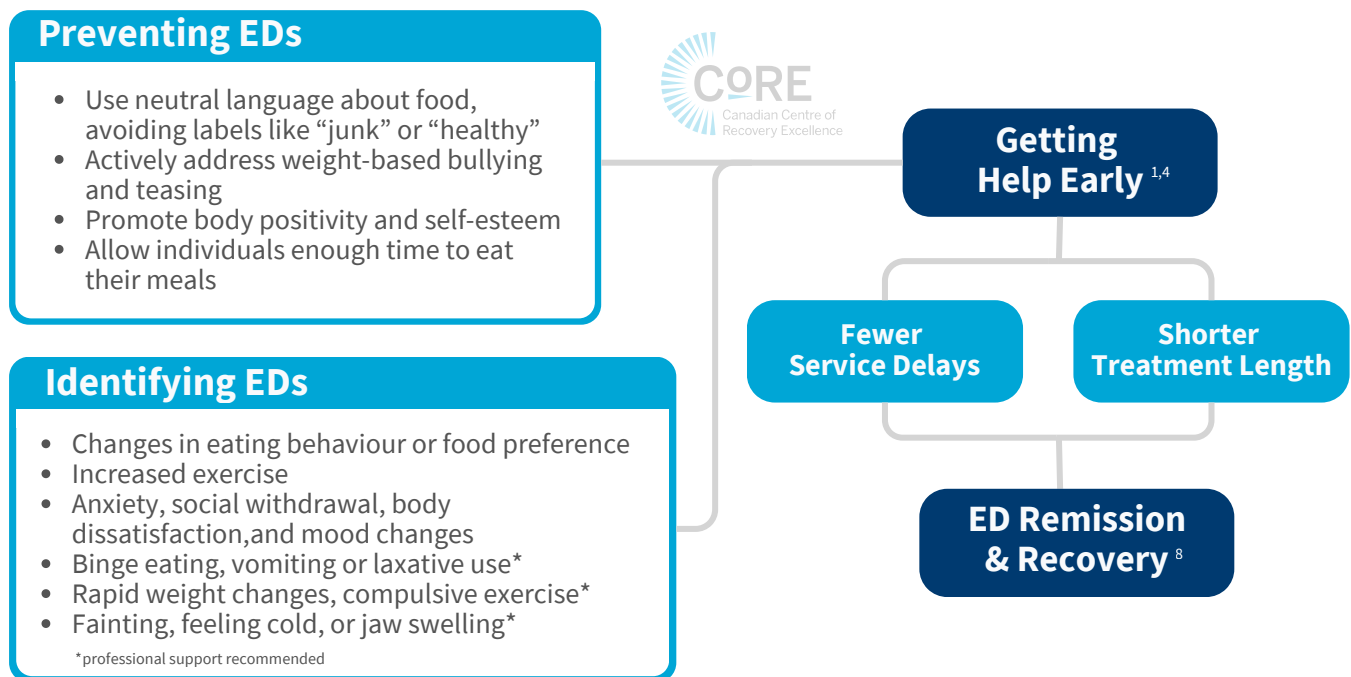 Preventing EDs
• Use neutral language about food,
avoiding labels like “junk” or “healthy”
• Actively address weight-based bullying
and teasing
• Promote body positivity and self-esteem
• Allow individuals enough time to eat
their meals
Identifying EDs
• Changes in eating behaviour or food preference
• Increased exercise
• Anxiety, social withdrawal, body
dissatisfaction,and mood changes
• Binge eating, vomiting or laxative use*
• Rapid weight changes, compulsive exercise*
• Fainting, feeling cold, or jaw swelling*
*professional support recommended
CoRE
Canadian Centre of
Recovery Excellence
Getting
Help Early 1,4
Fewer
Service Delays
Shorter
Treatment Length
ED Remission
& Recovery 8